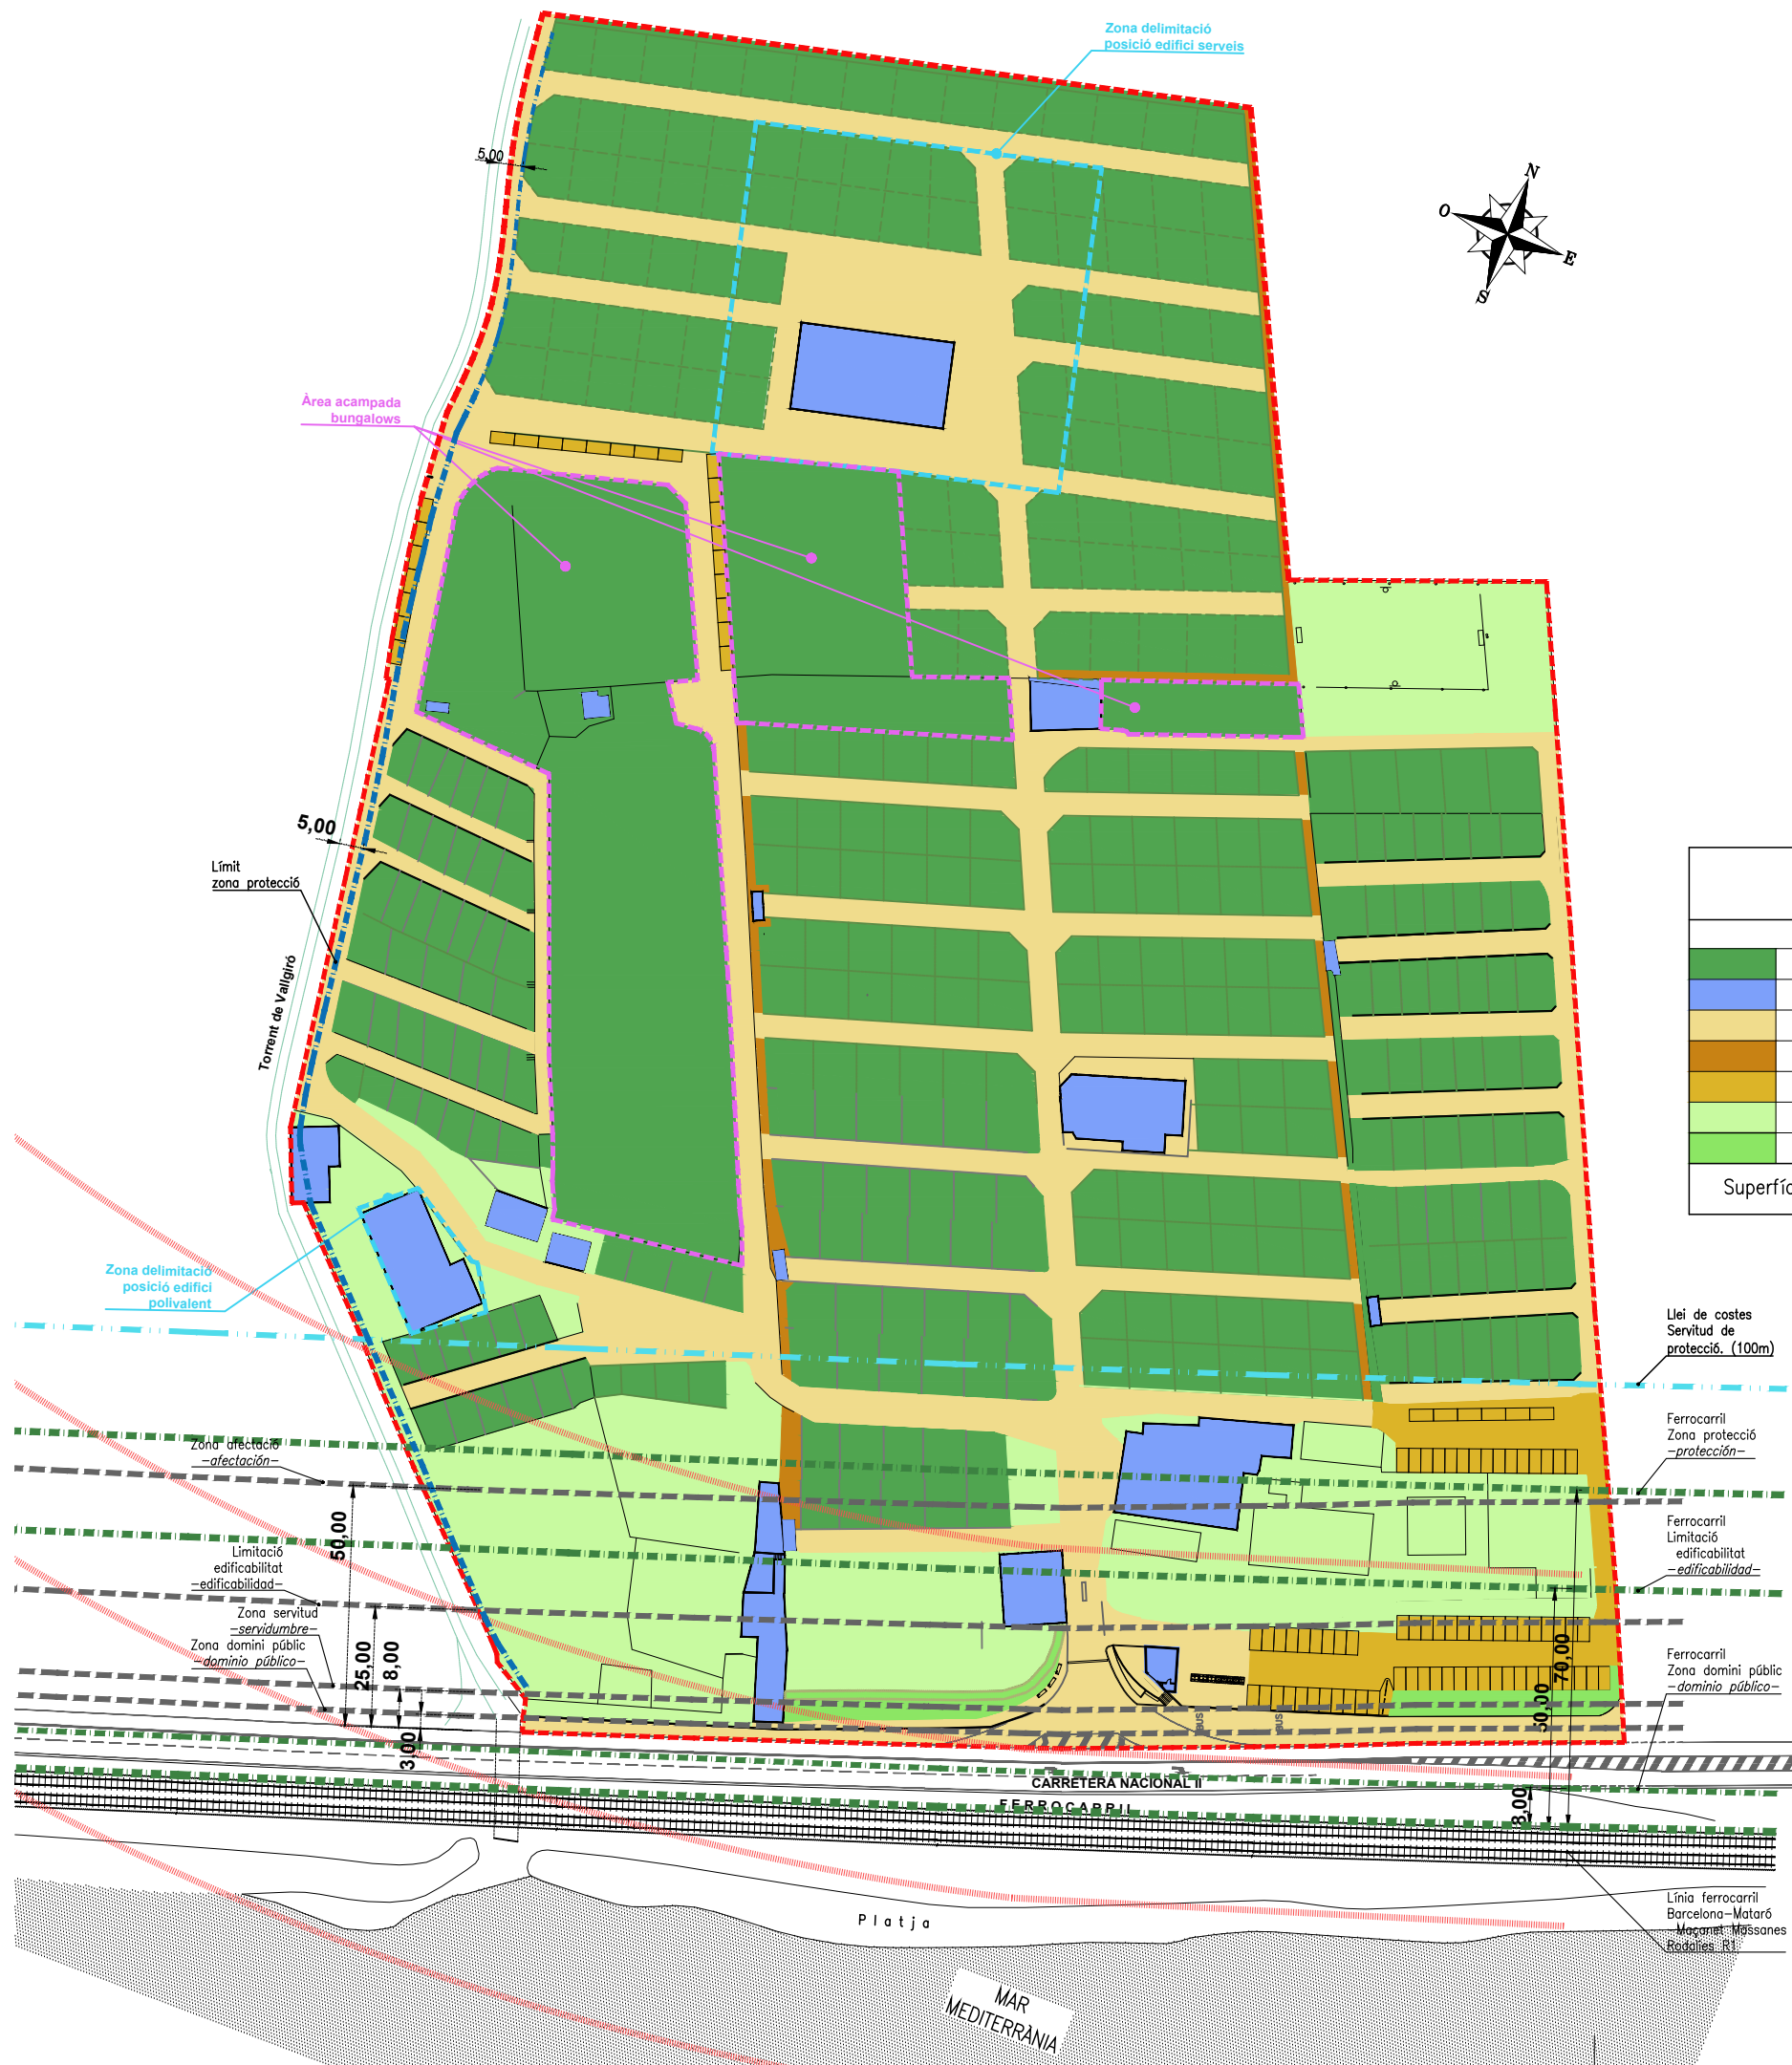 Zona delimitació
posició edifici serveis
5,00
N
O
E
S
Àrea acampada
bungalows
5,00
Límit
zona protecció
Torrent de Vallgiró
Superfíc
Zona delimitació
posició edifici
polivalent
Llei de costes
Servitud de
protecció. (100m)
Zona afectació
-afectación-
Ferrocarril
Zona protecció
-protección-
50,00
Limitació
edificabilitat
-edificabilidad-
Ferrocarril
Limitació
edificabilitat
-edificabilidad-
Zona servitud
-servidumbre-
Zona domini públic
-dominio público-
25,00
8,00
3,00
70,00
50,00
8,00
Ferrocarril
Zona domini públic
-dominio público-
BUS
BUS
CARRETERA NACIONAL II
FERROCARRIL
Línia ferrocarril
Barcelona-Mataró
-Maçanet Massanes
Rodalies R1
Platja
MAR
MEDITERRÀNIA